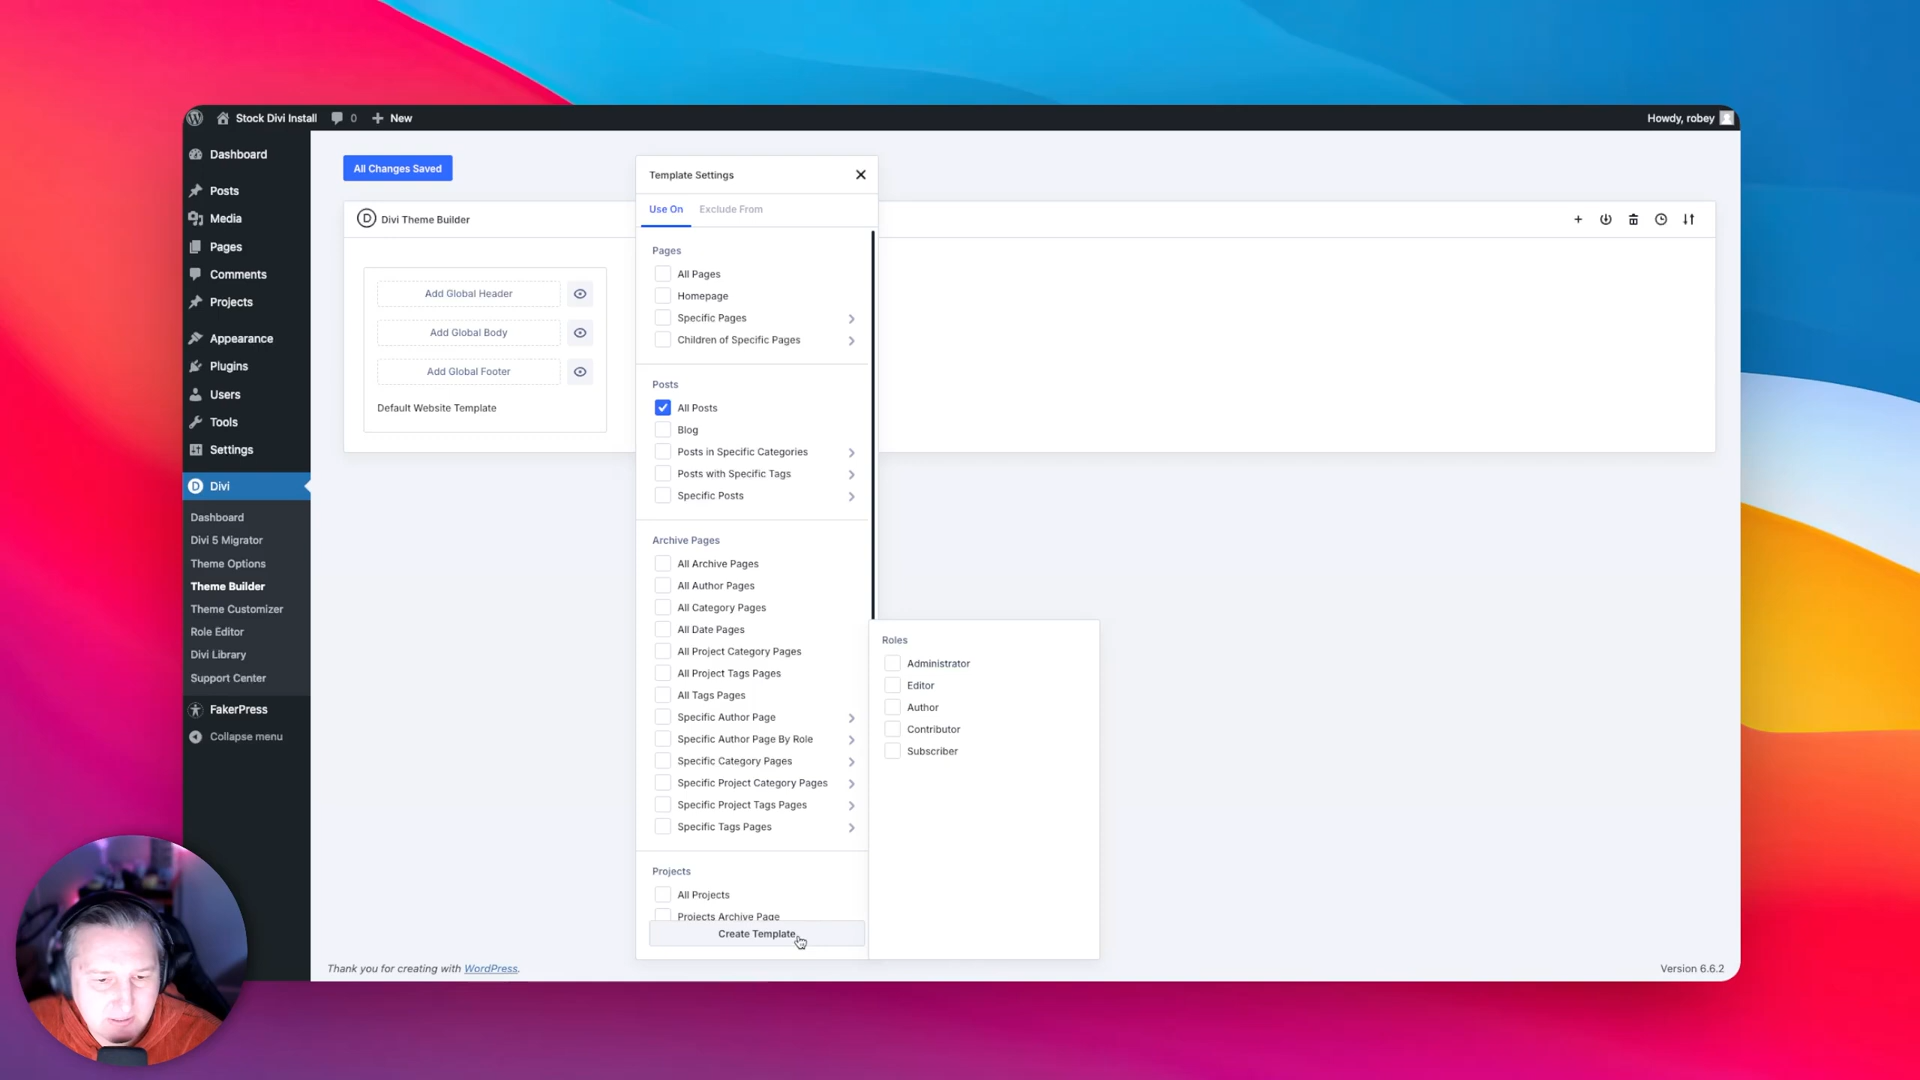 Stock Divi Install
0
New
Howdy, robey
Dashboard
Posts
Media
Pages
Comments
Projects
Appearance
Plugins
Users
Tools
Settings
D Divi
Dashboard
Divi 5 Migrator
Theme Options
Theme Builder
Theme Customizer
Role Editor
Divi Library
Support Center
FakerPress
Collapse menu
All Changes Saved
D Divi Theme Builder
Add Global Header
Add Global Body
Add Global Footer
Default Website Template
Template Settings
Use On
Exclude From
Pages
All Pages
Homepage
Specific Pages
Children of Specific Pages
Posts
All Posts
Blog
Posts in Specific Categories
Posts with Specific Tags
Specific Posts
Archive Pages
All Archive Pages
All Author Pages
All Category Pages
All Date Pages
All Project Category Pages
All Project Tags Pages
All Tags Pages
Specific Author Page
Specific Author Page By Role
Specific Category Pages
Specific Project Category Pages
Specific Project Tags Pages
Specific Tags Pages
Projects
All Projects
Projects Archive Page
Create Template
Roles
Administrator
Editor
Author
Contributor
Subscriber
Thank you for creating with WordPress.
Version 6.6.2